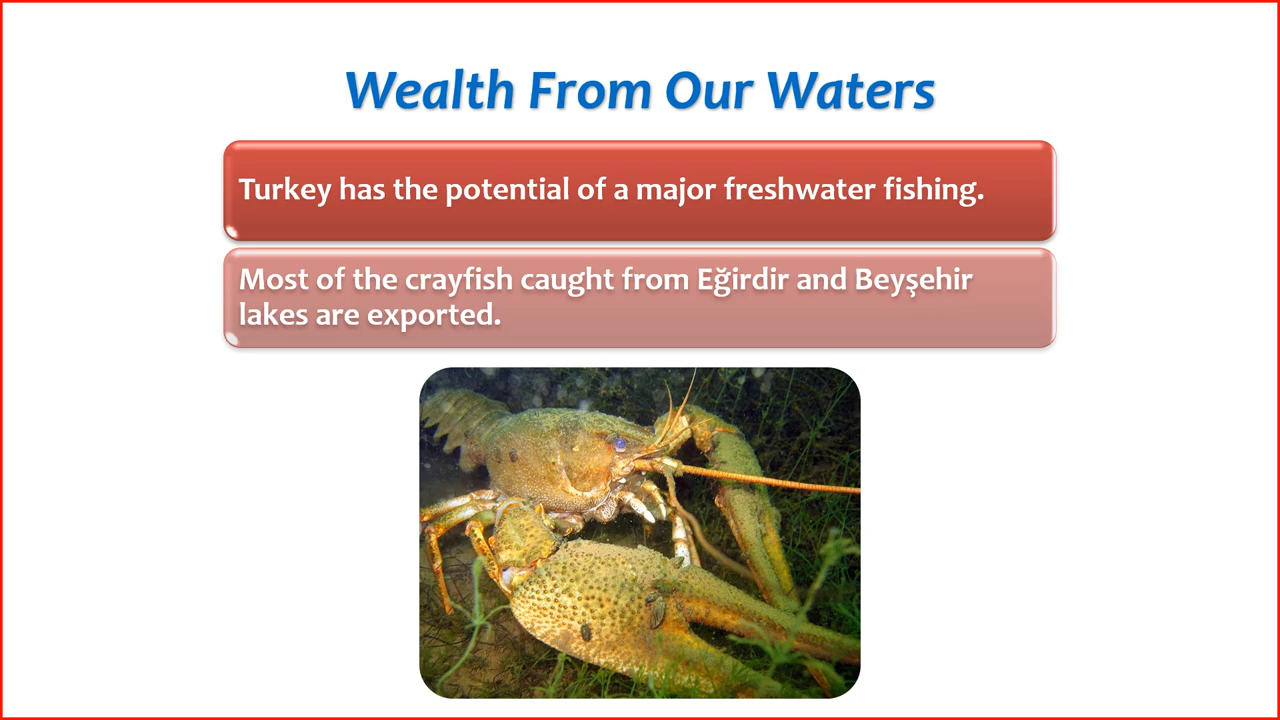 Wealth From Our Waters
Turkey has the potential of a major freshwater fishing.
Most of the crayfish caught from Eğirdir and Beyşehir
lakes are exported.